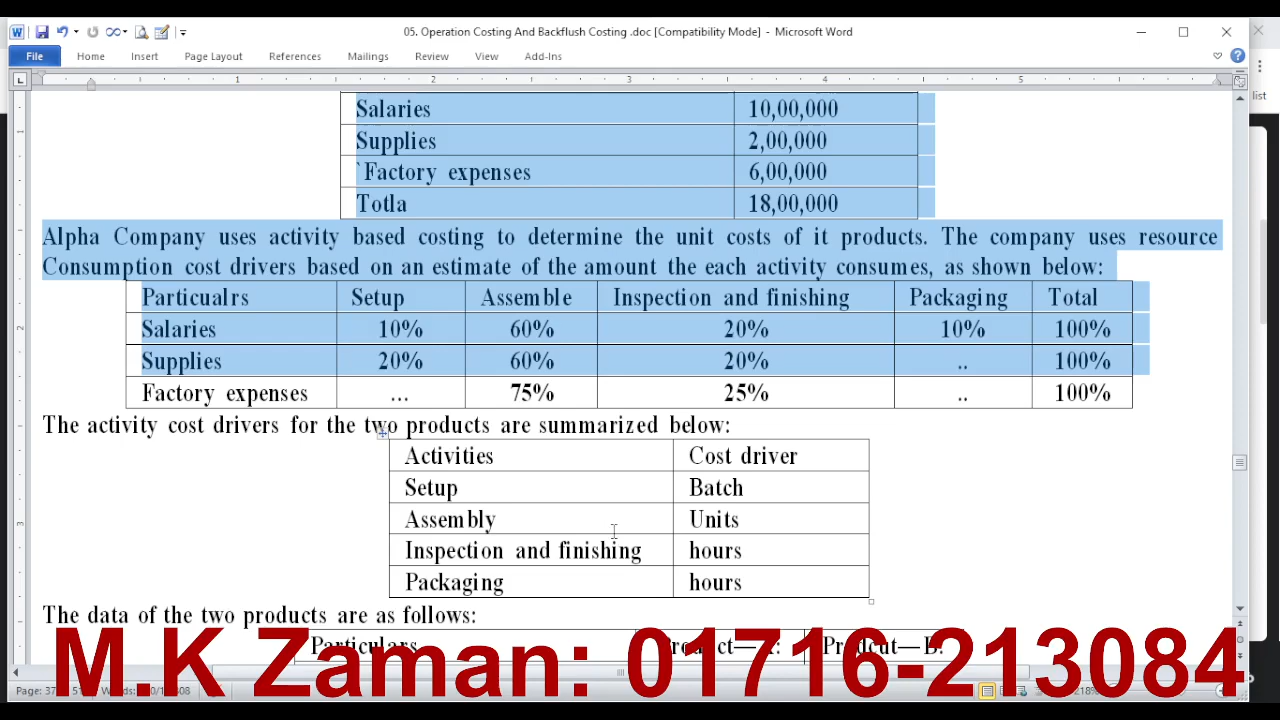 05. Operation Costing And Backflush Costing .doc [Compatibility Mode] - Microsoft Word
File Home Insert Page Layout References Mailings Review View Add-Ins
1 2 3 4 5
Salaries 10,00,000
Supplies 2,00,000
`Factory expenses 6,00,000
Totla 18,00,000
Alpha Company uses activity based costing to determine the unit costs of it products. The company uses resource
Consumption cost drivers based on an estimate of the amount the each activity consumes, as shown below:
Particualrs Setup Assemble Inspection and finishing Packaging Total
Salaries 10% 60% 20% 10% 100%
Supplies 20% 60% 20% .. 100%
Factory expenses ... 75% 25% .. 100%
The activity cost drivers for the two products are summarized below:
Activities Cost driver
Setup Batch
Assembly Units
Inspection and finishing hours
Packaging hours
The data of the two products are as follows:
Particulars
M.K Zaman: 01716-213084
list